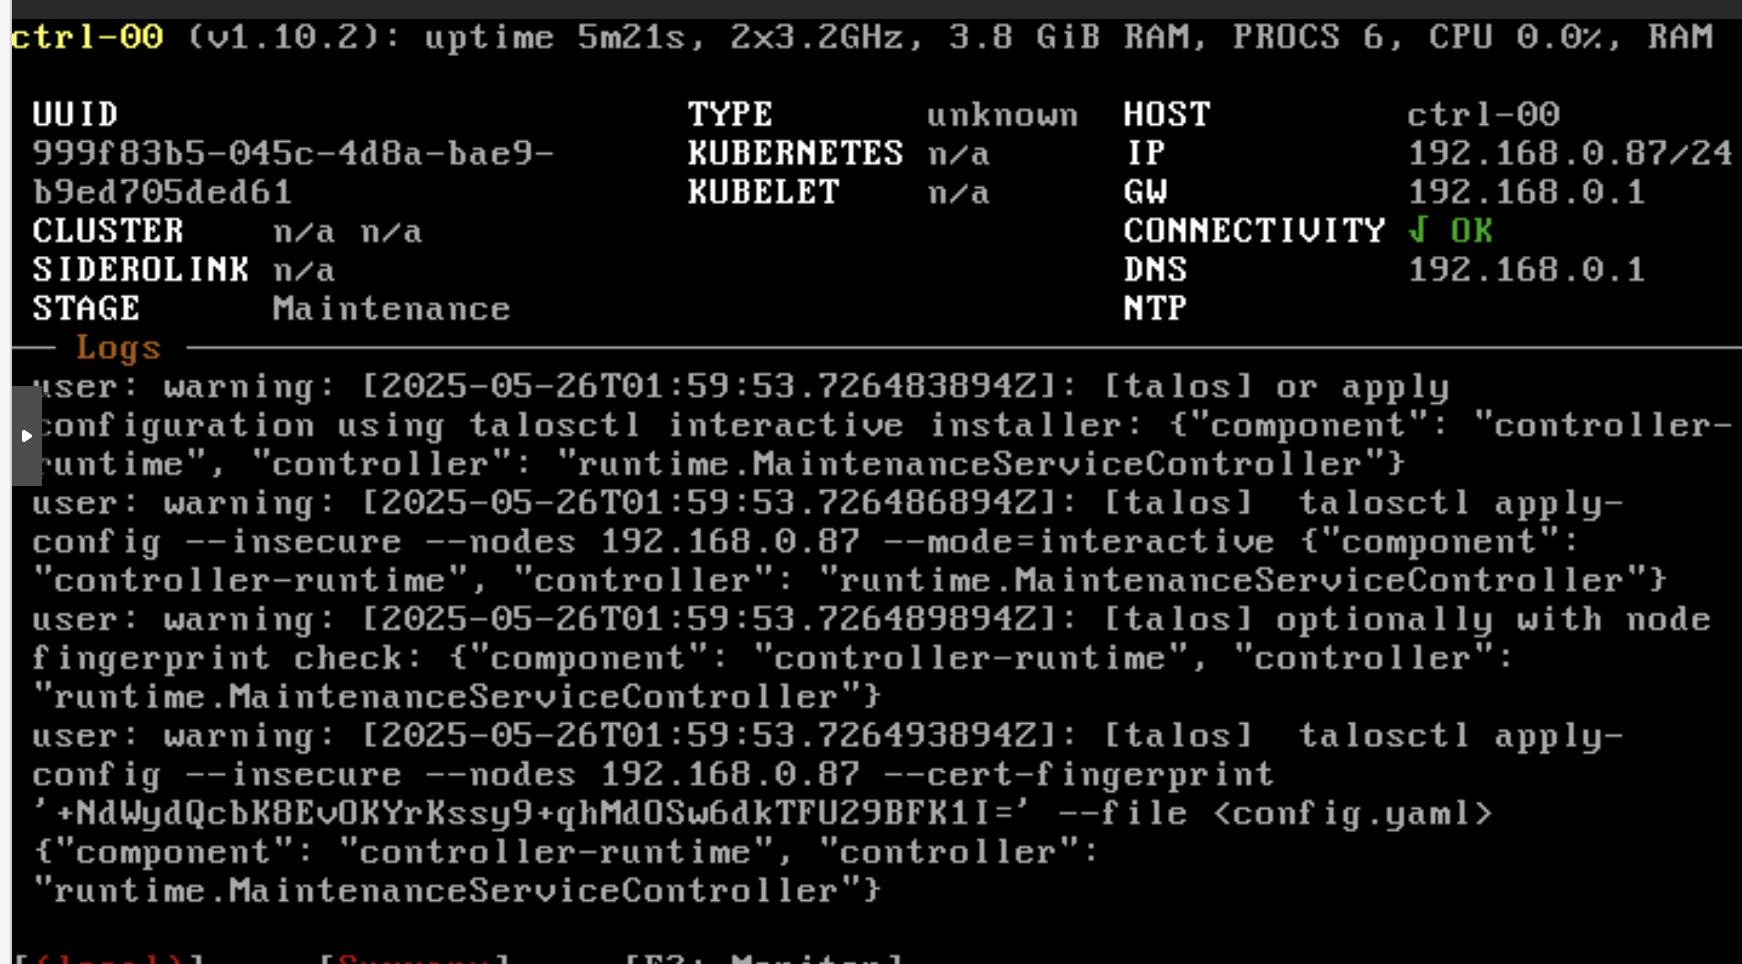 ctrl-00 (v1.10.2): uptime 5m21s, 2x3.2GHz, 3.8 GiB RAM, PROCS 6, CPU 0.0%, RAM
UUID TYPE unknown HOST ctrl-00
999f83b5-045c-4d8a-bae9- KUBERNETES n/a IP 192.168.0.87/24
b9ed705ded61 KUBELET n/a GW 192.168.0.1
CLUSTER n/a n/a CONNECTIVITY √ OK
SIDEROLINK n/a DNS 192.168.0.1
STAGE Maintenance NTP
Logs
user: warning: [2025-05-26T01:59:53.726483894Z]: [talos] or apply
configuration using talosctl interactive installer: {"component": "controller-
runtime", "controller": "runtime.MaintenanceServiceController"}
user: warning: [2025-05-26T01:59:53.726486894Z]: [talos]  talosctl apply-
config --insecure --nodes 192.168.0.87 --mode=interactive {"component":
"controller-runtime", "controller": "runtime.MaintenanceServiceController"}
user: warning: [2025-05-26T01:59:53.726489894Z]: [talos] optionally with node
fingerprint check: {"component": "controller-runtime", "controller":
"runtime.MaintenanceServiceController"}
user: warning: [2025-05-26T01:59:53.726493894Z]: [talos]  talosctl apply-
config --insecure --nodes 192.168.0.87 --cert-fingerprint
'+NdWydQcbK8EvOKYrKssy9+qhMdOSw6dkTFU29BFK1I=' --file <config.yaml>
{"component": "controller-runtime", "controller":
"runtime.MaintenanceServiceController"}
[(local)] [Summary] [F2: Monitor]